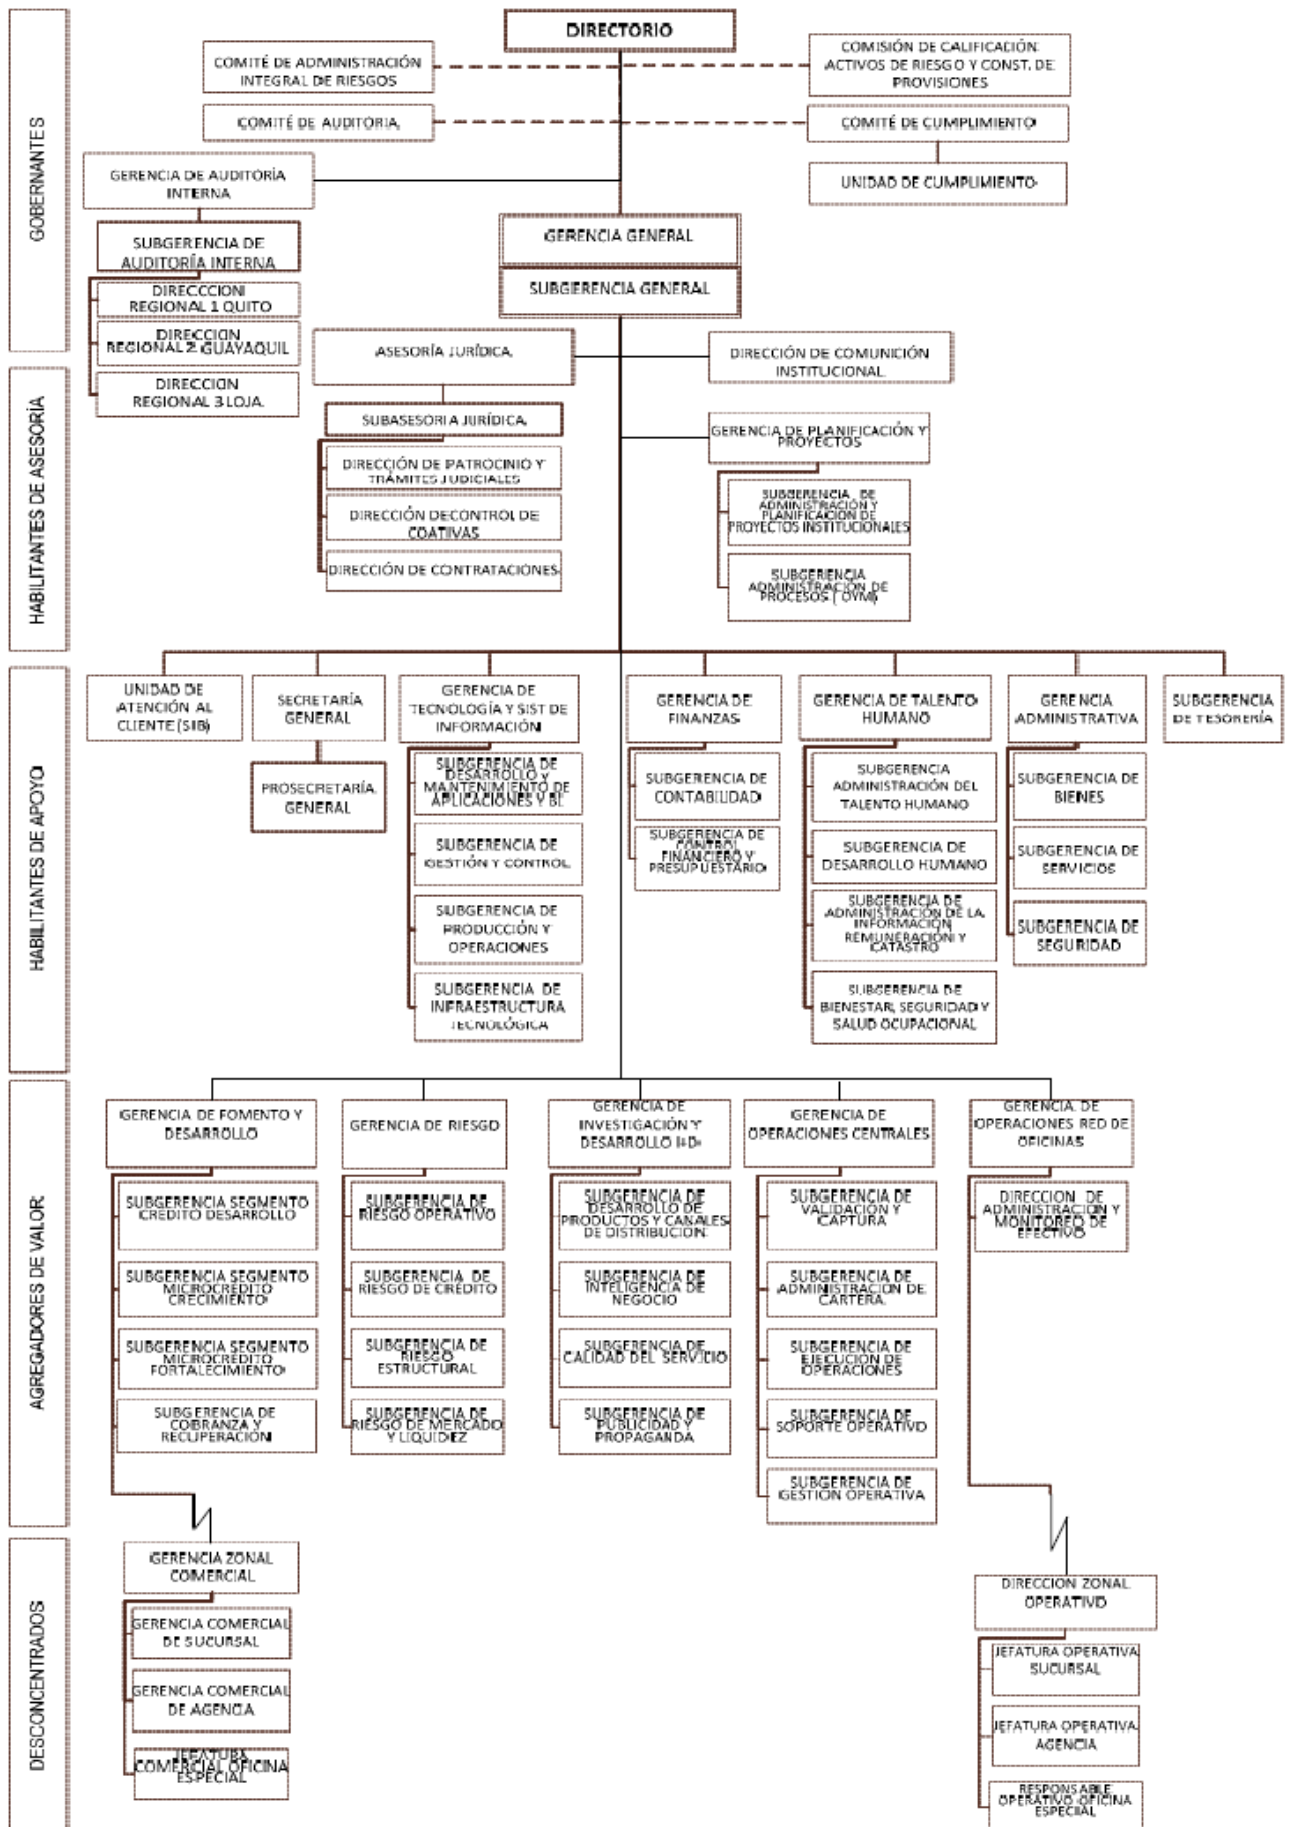 DIRECTORIO
COMITÉ DE ADMINISTRACIÓN
INTEGRAL DE RIESGOS
COMISIÓN DE CALIFICACIÓN
ACTIVOS DE RIESGO Y CONST. DE
PROVISIONES
COMITÉ DE AUDITORIA
COMITÉ DE CUMPLIMIENTO
UNIDAD DE CUMPLIMIENTO
GERENCIA DE AUDITORÍA
INTERNA
SUBGERENCIA DE
AUDITORÍA INTERNA
DIRECCCION
REGIONAL 1 QUITO
DIRECCION
REGIONAL 2 GUAYAQUIL
DIRECCION
REGIONAL 3 LOJA
GERENCIA GENERAL
SUBGERENCIA GENERAL
GOBERNANTES
ASESORÍA JURÍDICA
DIRECCIÓN DE COMUNICIÓN
INSTITUCIONAL
SUBASESORIA JURÍDICA
DIRECCIÓN DE PATROCINIO Y
TRÁMITES JUDICIALES
DIRECCIÓN DECONTROL DE
COATIVAS
DIRECCIÓN DE CONTRATACIONES
GERENCIA DE PLANIFICACIÓN Y
PROYECTOS
SUBGERENCIA DE
ADMINISTRACIÓN Y
PLANIFICACION DE
PROYECTOS INSTITUCIONALES
SUBGERENCIA
ADMINISTRACIÓN DE
PROCESOS ( OYM)
HABILITANTES DE ASESORÍA
UNIDAD DE
ATENCIÓN AL
CLIENTE (SIB)
SECRETARÍA
GENERAL
PROSECRETARÍA
GENERAL
GERENCIA DE
TECNOLOGÍA Y SIST DE
INFORMACIÓN
SUBGERENCIA DE
DESARROLLO Y
MANTENIMIENTO DE
APLICACIONES Y BI
SUBGERENCIA DE
GESTIÓN Y CONTROL
SUBGERENCIA DE
PRODUCCIÓN Y
OPERACIONES
SUBGERENCIA DE
INFRAESTRUCTURA
TECNOLÓGICA
GERENCIA DE
FINANZAS
SUBGERENCIA DE
CONTABILIDAD
SUBGERENCIA DE
CONTROL
FINANCIERO Y
PRESUPUESTARIO
GERENCIA DE TALENTO
HUMANO
SUBGERENCIA
ADMINISTRACIÓN DEL
TALENTO HUMANO
SUBGERENCIA DE
DESARROLLO HUMANO
SUBGERENCIA DE
ADMINISTRACIÓN DE LA
INFORMACIÓN
REMUNERACIÓN Y
CATASTRO
SUBGERENCIA DE
BIENESTAR, SEGURIDAD Y
SALUD OCUPACIONAL
GERENCIA
ADMINISTRATIVA
SUBGERENCIA DE
BIENES
SUBGERENCIA DE
SERVICIOS
SUBGERENCIA DE
SEGURIDAD
SUBGERENCIA
DE TESORERÍA
HABILITANTES DE APOYO
GERENCIA DE FOMENTO Y
DESARROLLO
SUBGERENCIA SEGMENTO
CREDITO DESARROLLO
SUBGERENCIA SEGMENTO
MICROCRÉDITO
CRECIMIENTO
SUBGERENCIA SEGMENTO
MICROCREDITO
FORTALECIMIENTO
SUBGERENCIA DE
COBRANZA Y
RECUPERACIÓN
GERENCIA DE RIESGO
SUBGERENCIA DE
RIESGO OPERATIVO
SUBGERENCIA DE
RIESGO DE CRÉDITO
SUBGERENCIA DE
RIESGO
ESTRUCTURAL
SUBGERENCIA DE
RIESGO DE MERCADO
Y LIQUIDEZ
GERENCIA DE
INVESTIGACIÓN Y
DESARROLLO I+D
SUBGERENCIA DE
DESARROLLO DE
PRODUCTOS Y CANALES
DE DISTRIBUCIÓN
SUBGERENCIA DE
INTELIGENCIA DE
NEGOCIO
SUBGERENCIA DE
CALIDAD DEL SERVICIO
SUBGERENCIA DE
PUBLICIDAD Y
PROPAGANDA
GERENCIA DE
OPERACIONES CENTRALES
SUBGERENCIA DE
VALIDACIÓN Y
CAPTURA
SUBGERENCIA DE
ADMINISTRACION DE
CARTERA
SUBGERENCIA DE
EJECUCION DE
OPERACIONES
SUBGERENCIA DE
SOPORTE OPERATIVO
SUBGERENCIA DE
GESTION OPERATIVA
GERENCIA DE
OPERACIONES RED DE
OFICINAS
DIRECCION DE
ADMINISTRACION Y
MONITOREO DE
EFECTIVO
AGREGADORES DE VALOR
GERENCIA ZONAL
COMERCIAL
GERENCIA COMERCIAL
DE SUCURSAL
GERENCIA COMERCIAL
DE AGENCIA
JEFATURA
COMERCIAL OFICINA
ESPECIAL
DIRECCION ZONAL
OPERATIVO
JEFATURA OPERATIVA
SUCURSAL
JEFATURA OPERATIVA
AGENCIA
RESPONSABLE
OPERATIVO OFICINA
ESPECIAL
DESCONCENTRADOS